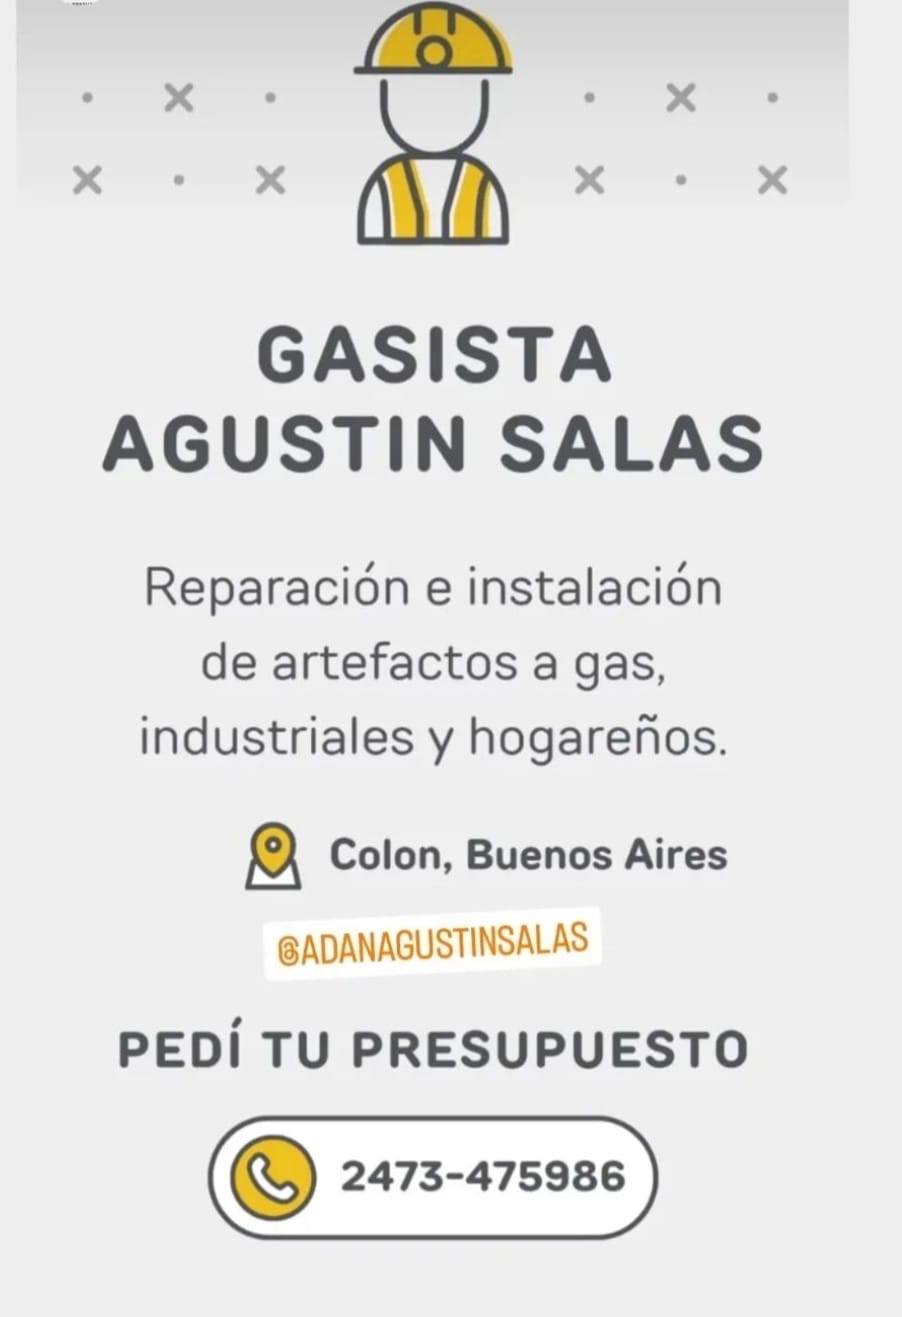 GASISTA
AGUSTIN SALAS
Reparación e instalación
de artefactos a gas,
industriales y hogareños.
Colon, Buenos Aires
@ADANAGUSTINSALAS
PEDÍ TU PRESUPUESTO
2473-475986